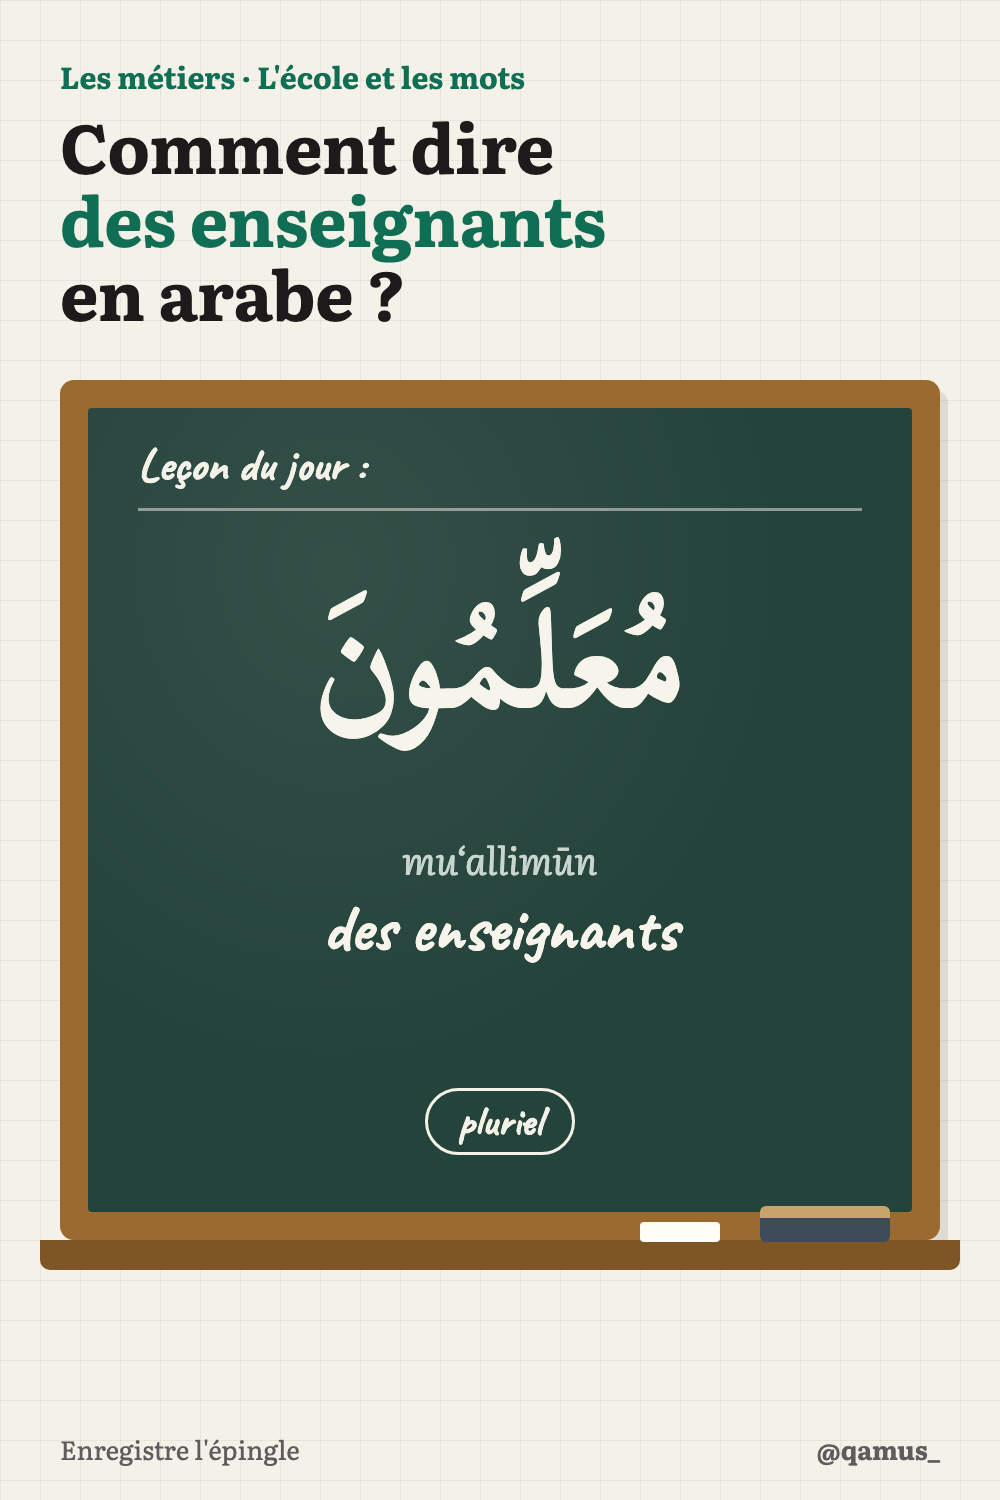 Les métiers · L'école et les mots
Comment dire
des enseignants
en arabe ?
Leçon du jour :
مُعَلِّمُونَ
mu‘allimūn
des enseignants
pluriel
Enregistre l'épingle
@qamus_